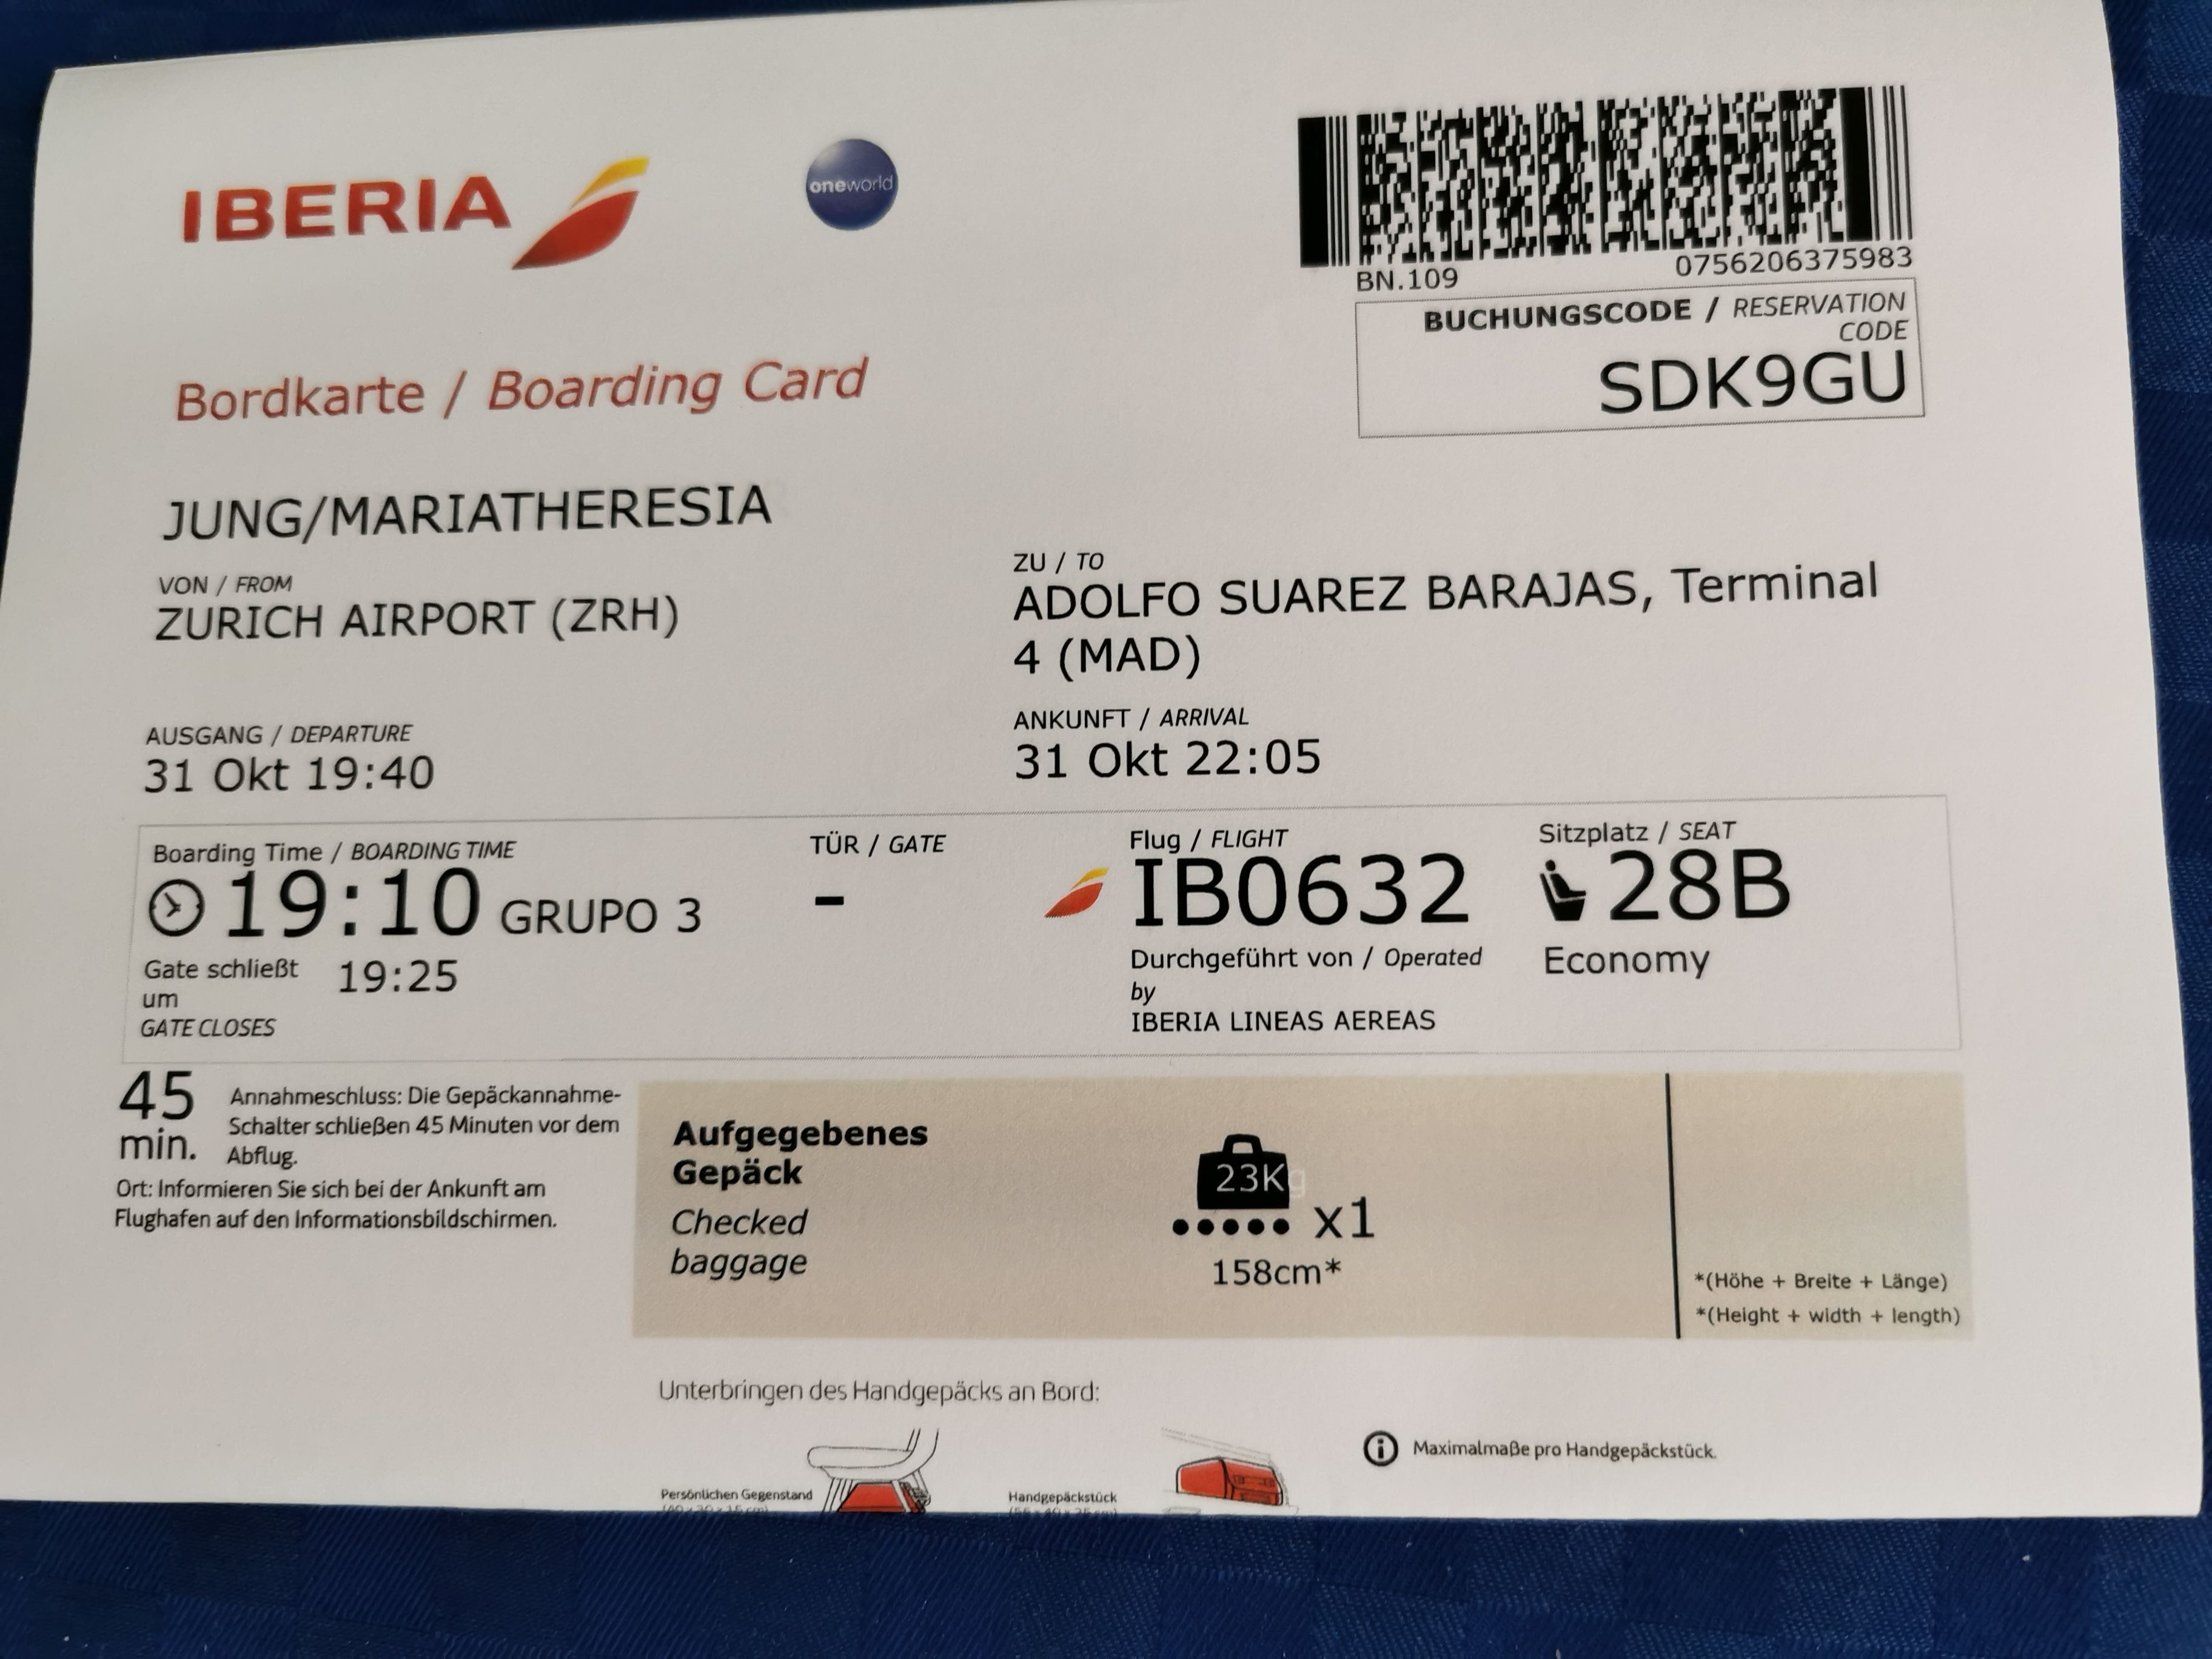 IBERIA
oneworld
BN.109
0756206375983
BUCHUNGSCODE / RESERVATION
CODE
SDK9GU
Bordkarte / Boarding Card
JUNG/MARIATHERESIA
VON / FROM
ZURICH AIRPORT (ZRH)
ZU / TO
ADOLFO SUAREZ BARAJAS, Terminal
4 (MAD)
AUSGANG / DEPARTURE
31 Okt 19:40
ANKUNFT / ARRIVAL
31 Okt 22:05
Boarding Time / BOARDING TIME
19:10 GRUPO 3
Gate schließt 19:25
um
GATE CLOSES
TÜR / GATE
-
Flug / FLIGHT
IB0632
Durchgeführt von / Operated
by
IBERIA LINEAS AEREAS
Sitzplatz / SEAT
28B
Economy
45
min.
Annahmeschluss: Die Gepäckannahme-
Schalter schließen 45 Minuten vor dem
Abflug.
Ort: Informieren Sie sich bei der Ankunft am
Flughafen auf den Informationsbildschirmen.
Aufgegebenes
Gepäck
Checked
baggage
23Kg
x1
158cm*
*(Höhe + Breite + Länge)
*(Height + width + length)
Unterbringen des Handgepäcks an Bord:
Persönlichen Gegenstand
Handgepäckstück
Maximalmaße pro Handgepäckstück.